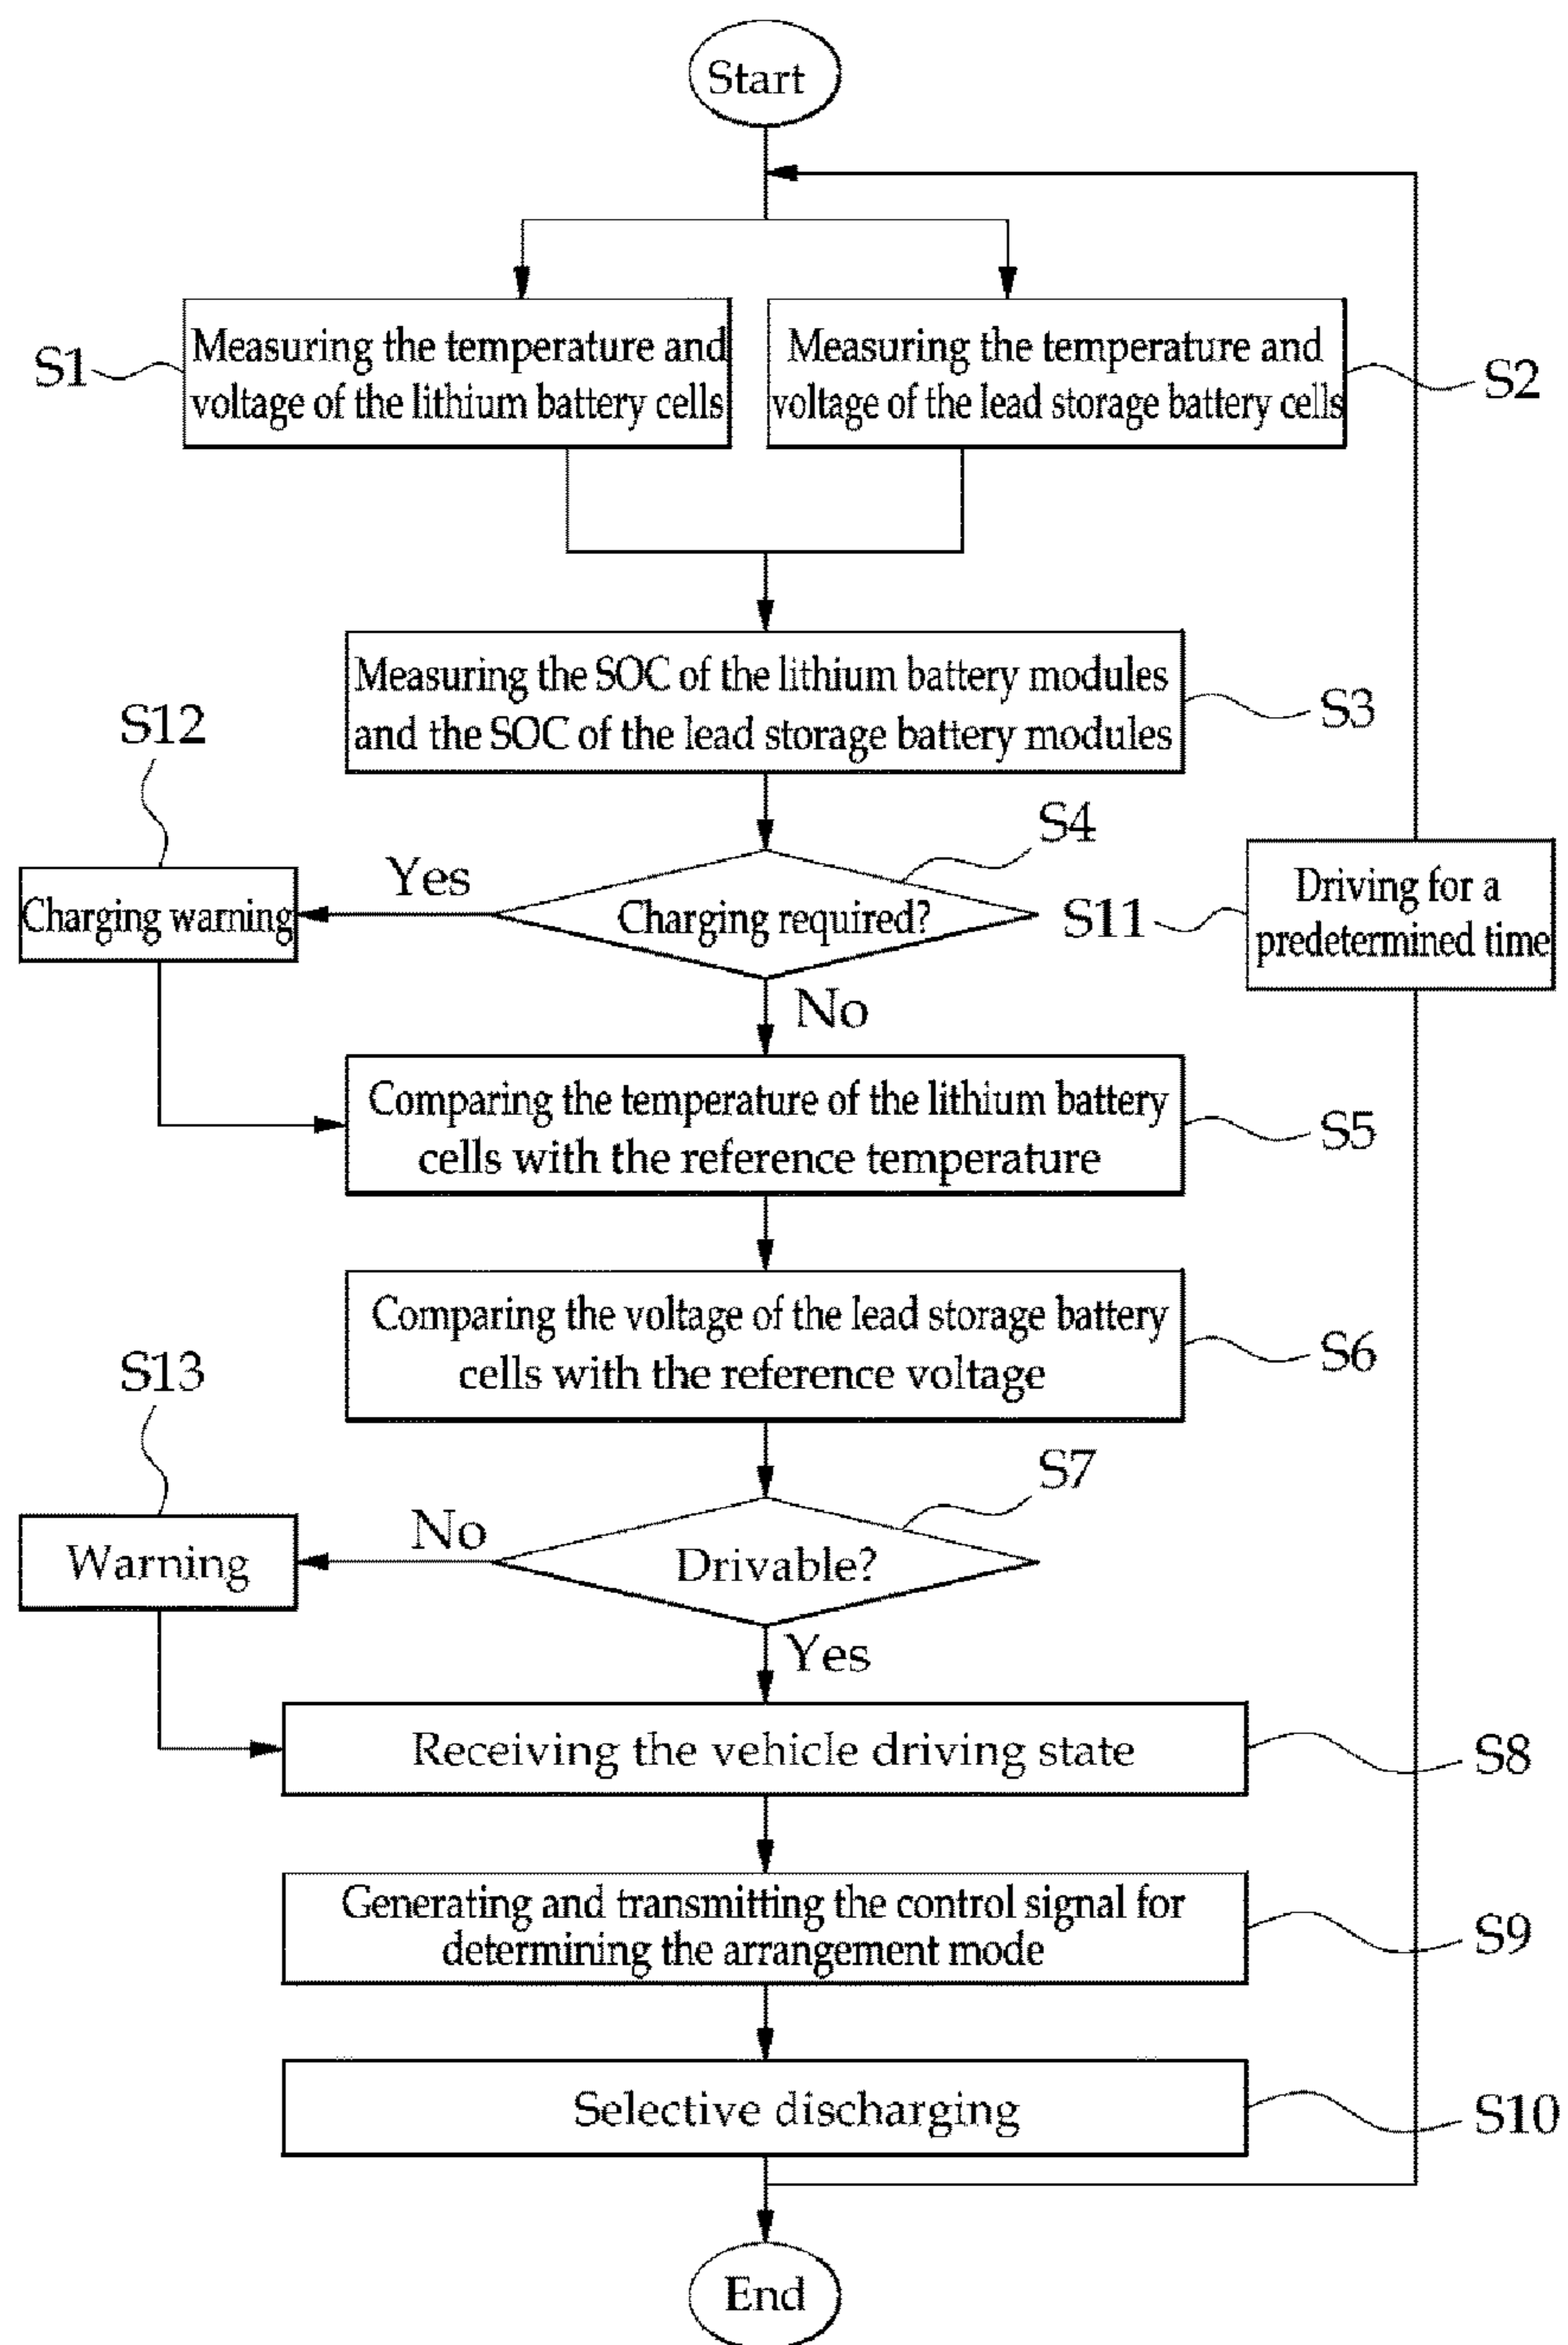 Start
S1
Measuring the temperature and
voltage of the lithium battery cells
Measuring the temperature and
voltage of the lead storage battery cells
S2
Measuring the SOC of the lithium battery modules
and the SOC of the lead storage battery modules
S3
S12
S4
Charging warning
Yes
Charging required?
S11
Driving for a
predetermined time
No
Comparing the temperature of the lithium battery
cells with the reference temperature
S5
Comparing the voltage of the lead storage battery
cells with the reference voltage
S6
S13
S7
Warning
No
Drivable?
Yes
Receiving the vehicle driving state
S8
Generating and transmitting the control signal for
determining the arrangement mode
S9
Selective discharging
S10
End